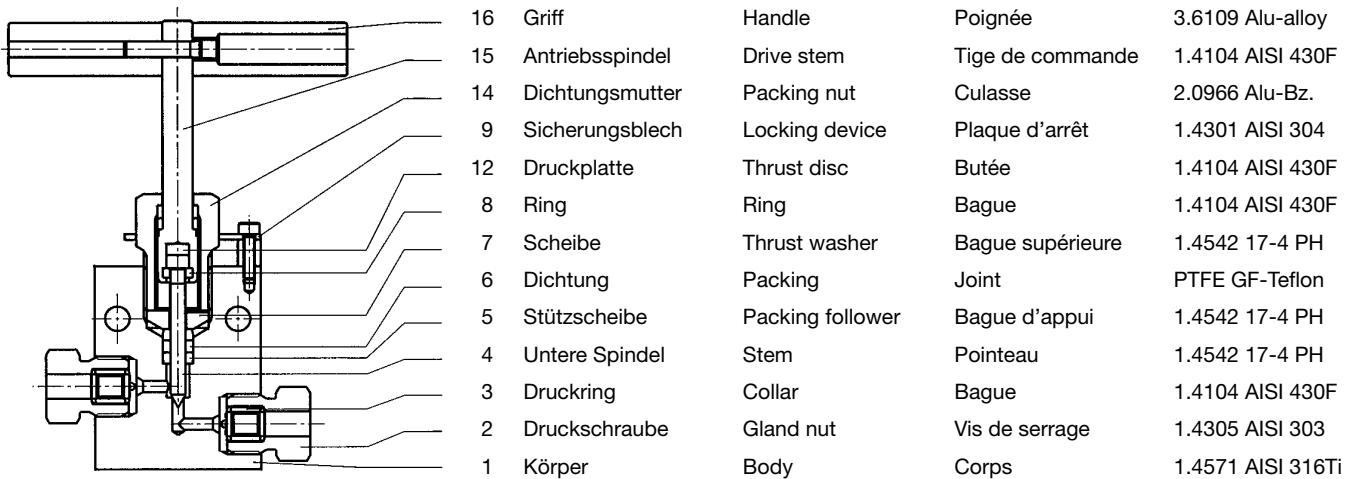 16 Griff Handle Poignée 3.6109 Alu-alloy
15 Antriebsspindel Drive stem Tige de commande 1.4104 AISI 430F
14 Dichtungsmutter Packing nut Culasse 2.0966 Alu-Bz.
9 Sicherungsblech Locking device Plaque d’arrêt 1.4301 AISI 304
12 Druckplatte Thrust disc Butée 1.4104 AISI 430F
8 Ring Ring Bague 1.4104 AISI 430F
7 Scheibe Thrust washer Bague supérieure 1.4542 17-4 PH
6 Dichtung Packing Joint PTFE GF-Teflon
5 Stützscheibe Packing follower Bague d’appui 1.4542 17-4 PH
4 Untere Spindel Stem Pointeau 1.4542 17-4 PH
3 Druckring Collar Bague 1.4104 AISI 430F
2 Druckschraube Gland nut Vis de serrage 1.4305 AISI 303
1 Körper Body Corps 1.4571 AISI 316Ti